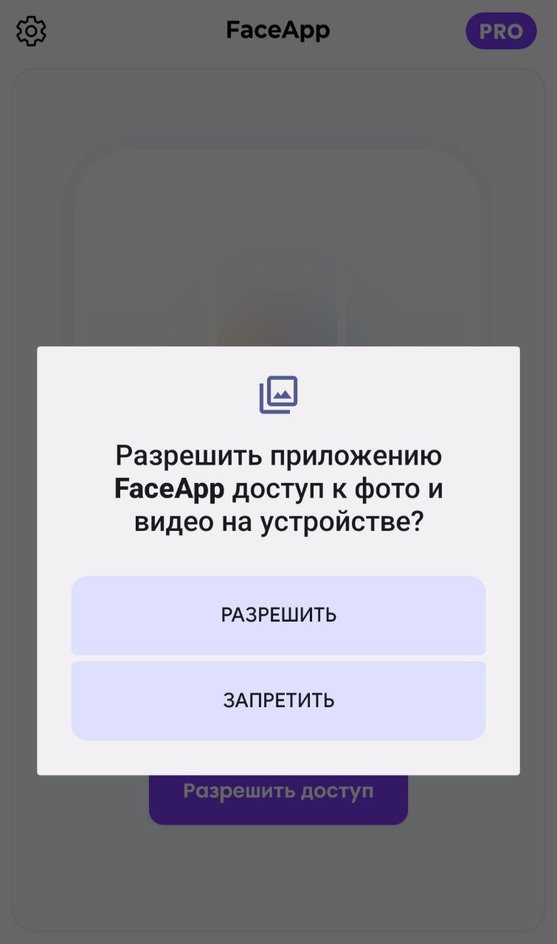 FaceApp
PRO
Разрешить приложению
FaceApp доступ к фото и
видео на устройстве?
РАЗРЕШИТЬ
ЗАПРЕТИТЬ
Разрешить доступ